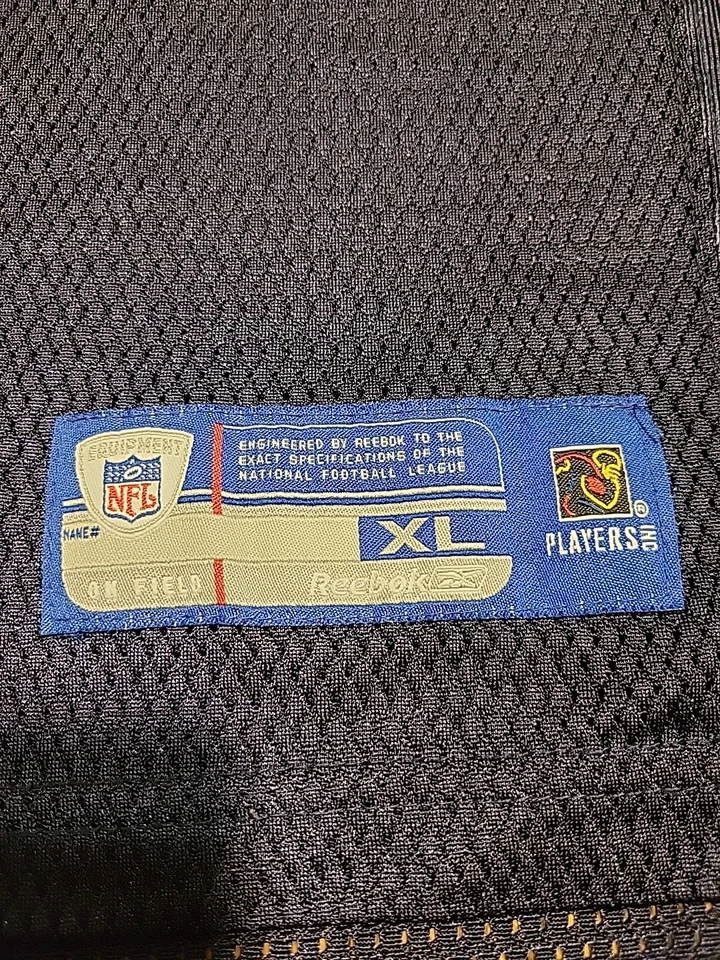 EQUIPMENT
NFL
ENGINEERED BY REEBOK TO THE
EXACT SPECIFICATIONS OF THE
NATIONAL FOOTBALL LEAGUE
NAME#
XL
ON FIELD
Reebok
®
PLAYERS INC